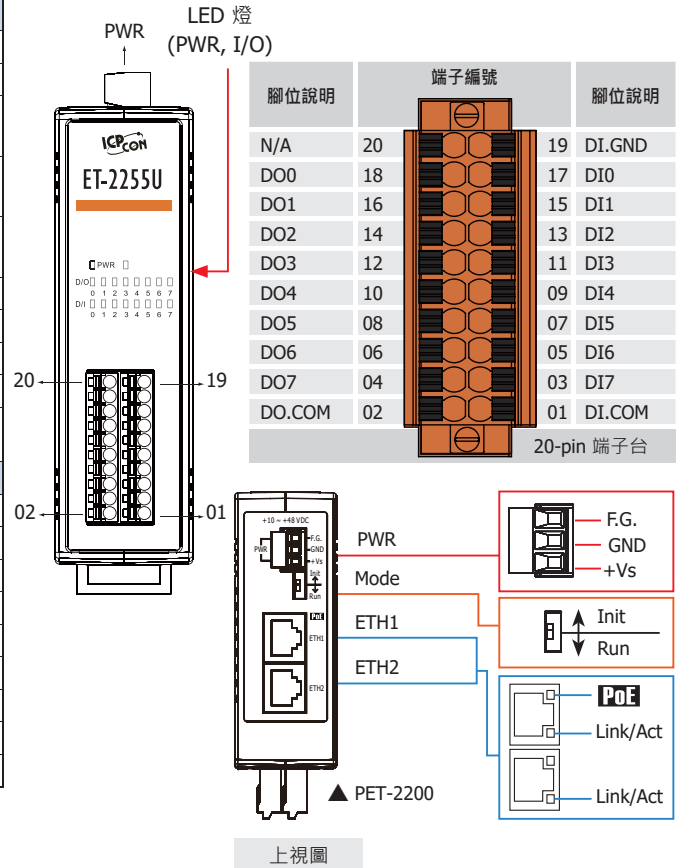 PWR
LED 燈
(PWR, I/O)
ICP CON
ET-2255U
PWR
D/O
0 1 2 3 4 5 6 7
D/I
0 1 2 3 4 5 6 7
20
19
02
01
腳位說明 端子編號 腳位說明
N/A 20 19 DI.GND
DO0 18 17 DI0
DO1 16 15 DI1
DO2 14 13 DI2
DO3 12 11 DI3
DO4 10 09 DI4
DO5 08 07 DI5
DO6 06 05 DI6
DO7 04 03 DI7
DO.COM 02 01 DI.COM
20-pin 端子台
+10 ~ +48 VDC
PWR
F.G.
GND
+Vs
Init
Run
PoE
ETH1
ETH2
PWR
Mode
ETH1
ETH2
F.G.
GND
+Vs
Init
Run
PoE
Link/Act
Link/Act
▲ PET-2200
上視圖